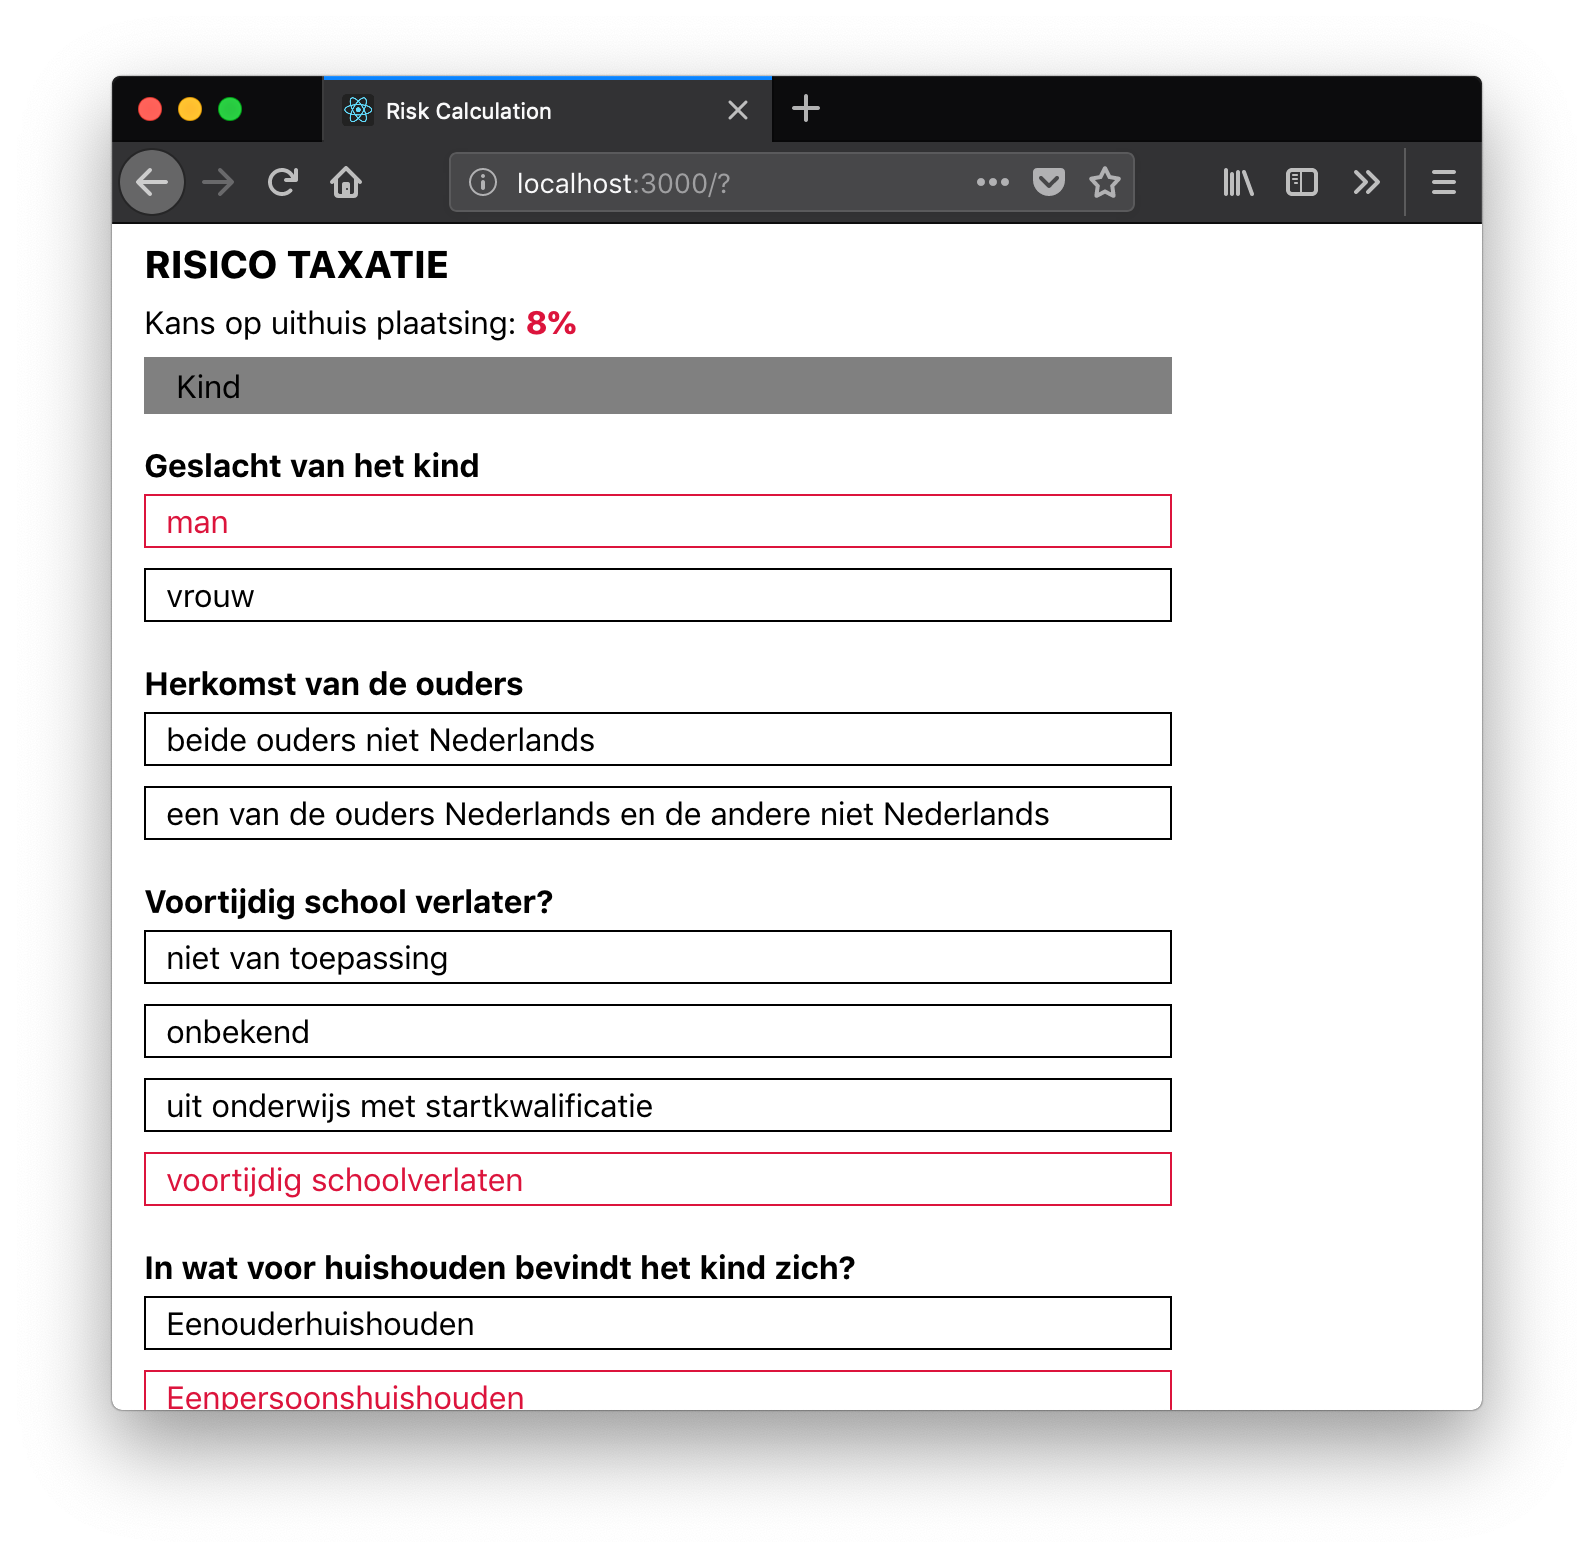 Risk Calculation
localhost:3000/?
RISICO TAXATIE
Kans op uithuis plaatsing: 8%
Kind
Geslacht van het kind
man
vrouw
Herkomst van de ouders
beide ouders niet Nederlands
een van de ouders Nederlands en de andere niet Nederlands
Voortijdig school verlater?
niet van toepassing
onbekend
uit onderwijs met startkwalificatie
voortijdig schoolverlaten
In wat voor huishouden bevindt het kind zich?
Eenouderhuishouden
Eenpersoonshuishouden